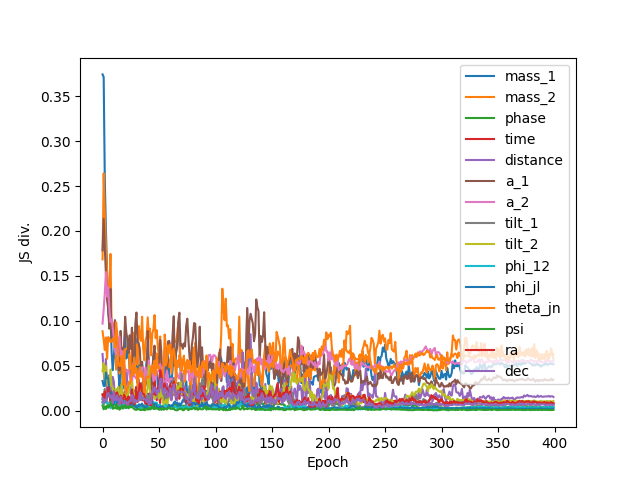 0.35
0.30
0.25
0.20
0.15
0.10
0.05
0.00
JS div.
0
50
100
150
200
250
300
350
400
Epoch
mass_1
mass_2
phase
time
distance
a_1
a_2
tilt_1
tilt_2
phi_12
phi_jl
theta_jn
psi
ra
dec